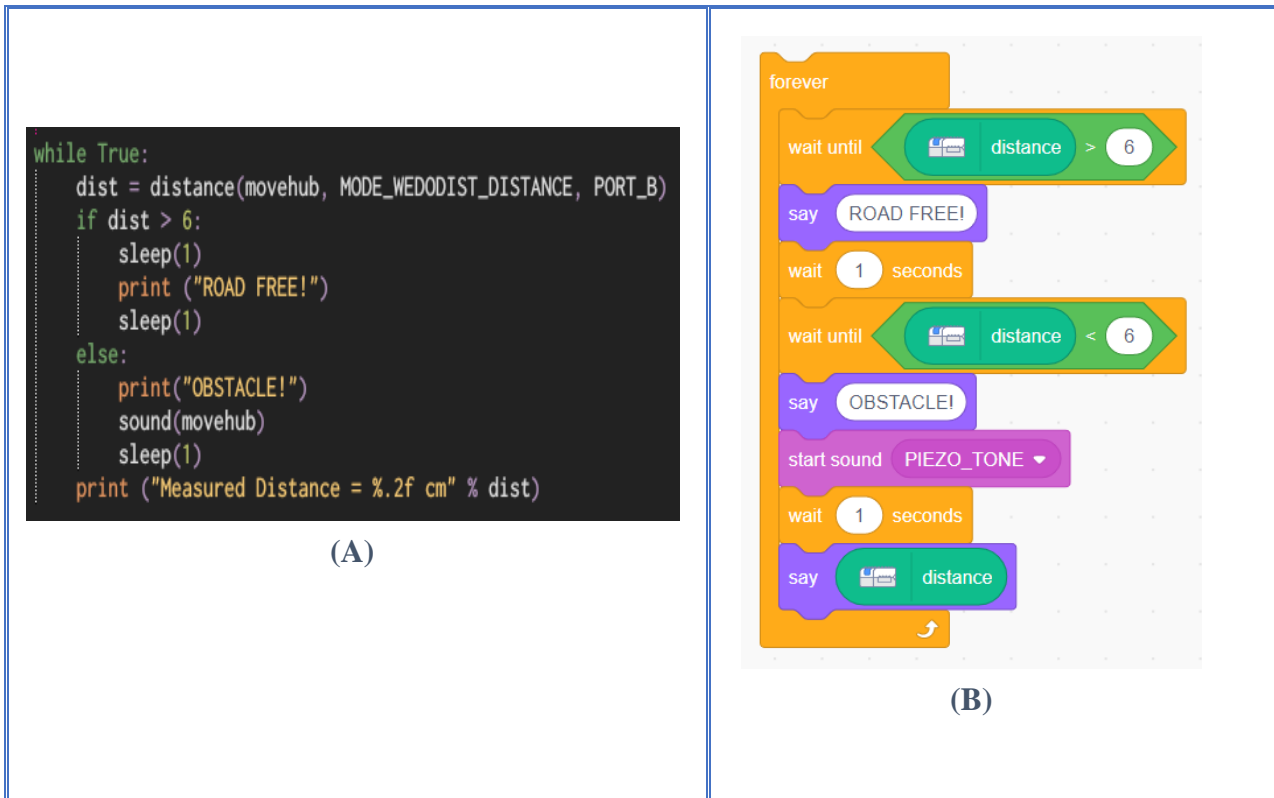 while True:
    dist = distance(movehub, MODE_WEDODIST_DISTANCE, PORT_B)
    if dist > 6:
        sleep(1)
        print ("ROAD FREE!")
        sleep(1)
    else:
        print("OBSTACLE!")
        sound(movehub)
        sleep(1)
    print ("Measured Distance = %.2f cm" % dist)
(A)
forever
wait until distance > 6
say ROAD FREE!
wait 1 seconds
wait until distance < 6
say OBSTACLE!
start sound PIEZO_TONE
wait 1 seconds
say distance
(B)